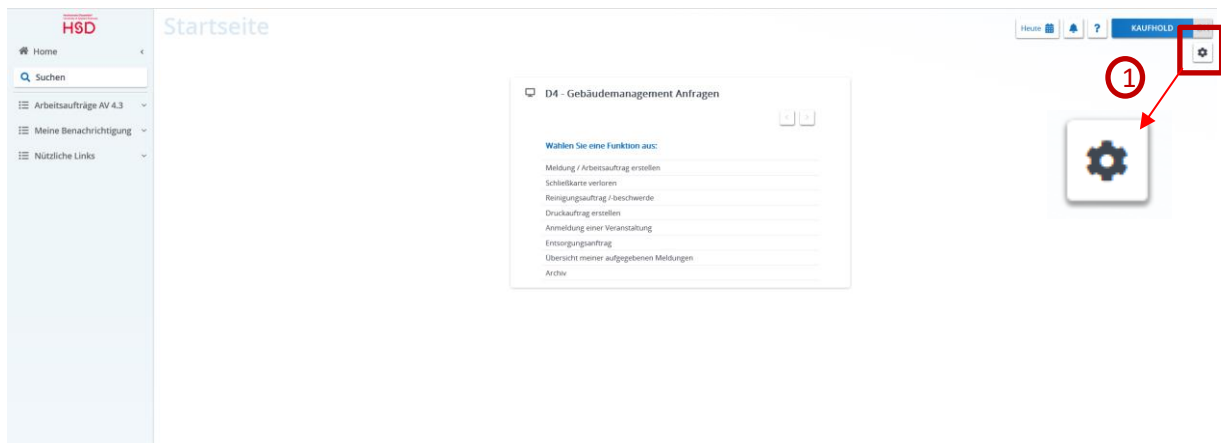 HSD
Startseite
Heute
?
KAUFHOLD
Home
Suchen
Arbeitsaufträge AV 4.3
Meine Benachrichtigung
Nützliche Links
1
D4 - Gebäudemanagement Anfragen
Wählen Sie eine Funktion aus:
Meldung / Arbeitsauftrag erstellen
Schließkarte verloren
Reinigungsauftrag /-beschwerde
Druckauftrag erstellen
Anmeldung einer Veranstaltung
Entsorgungsanftrag
Übersicht meiner aufgegebenen Meldungen
Archiv